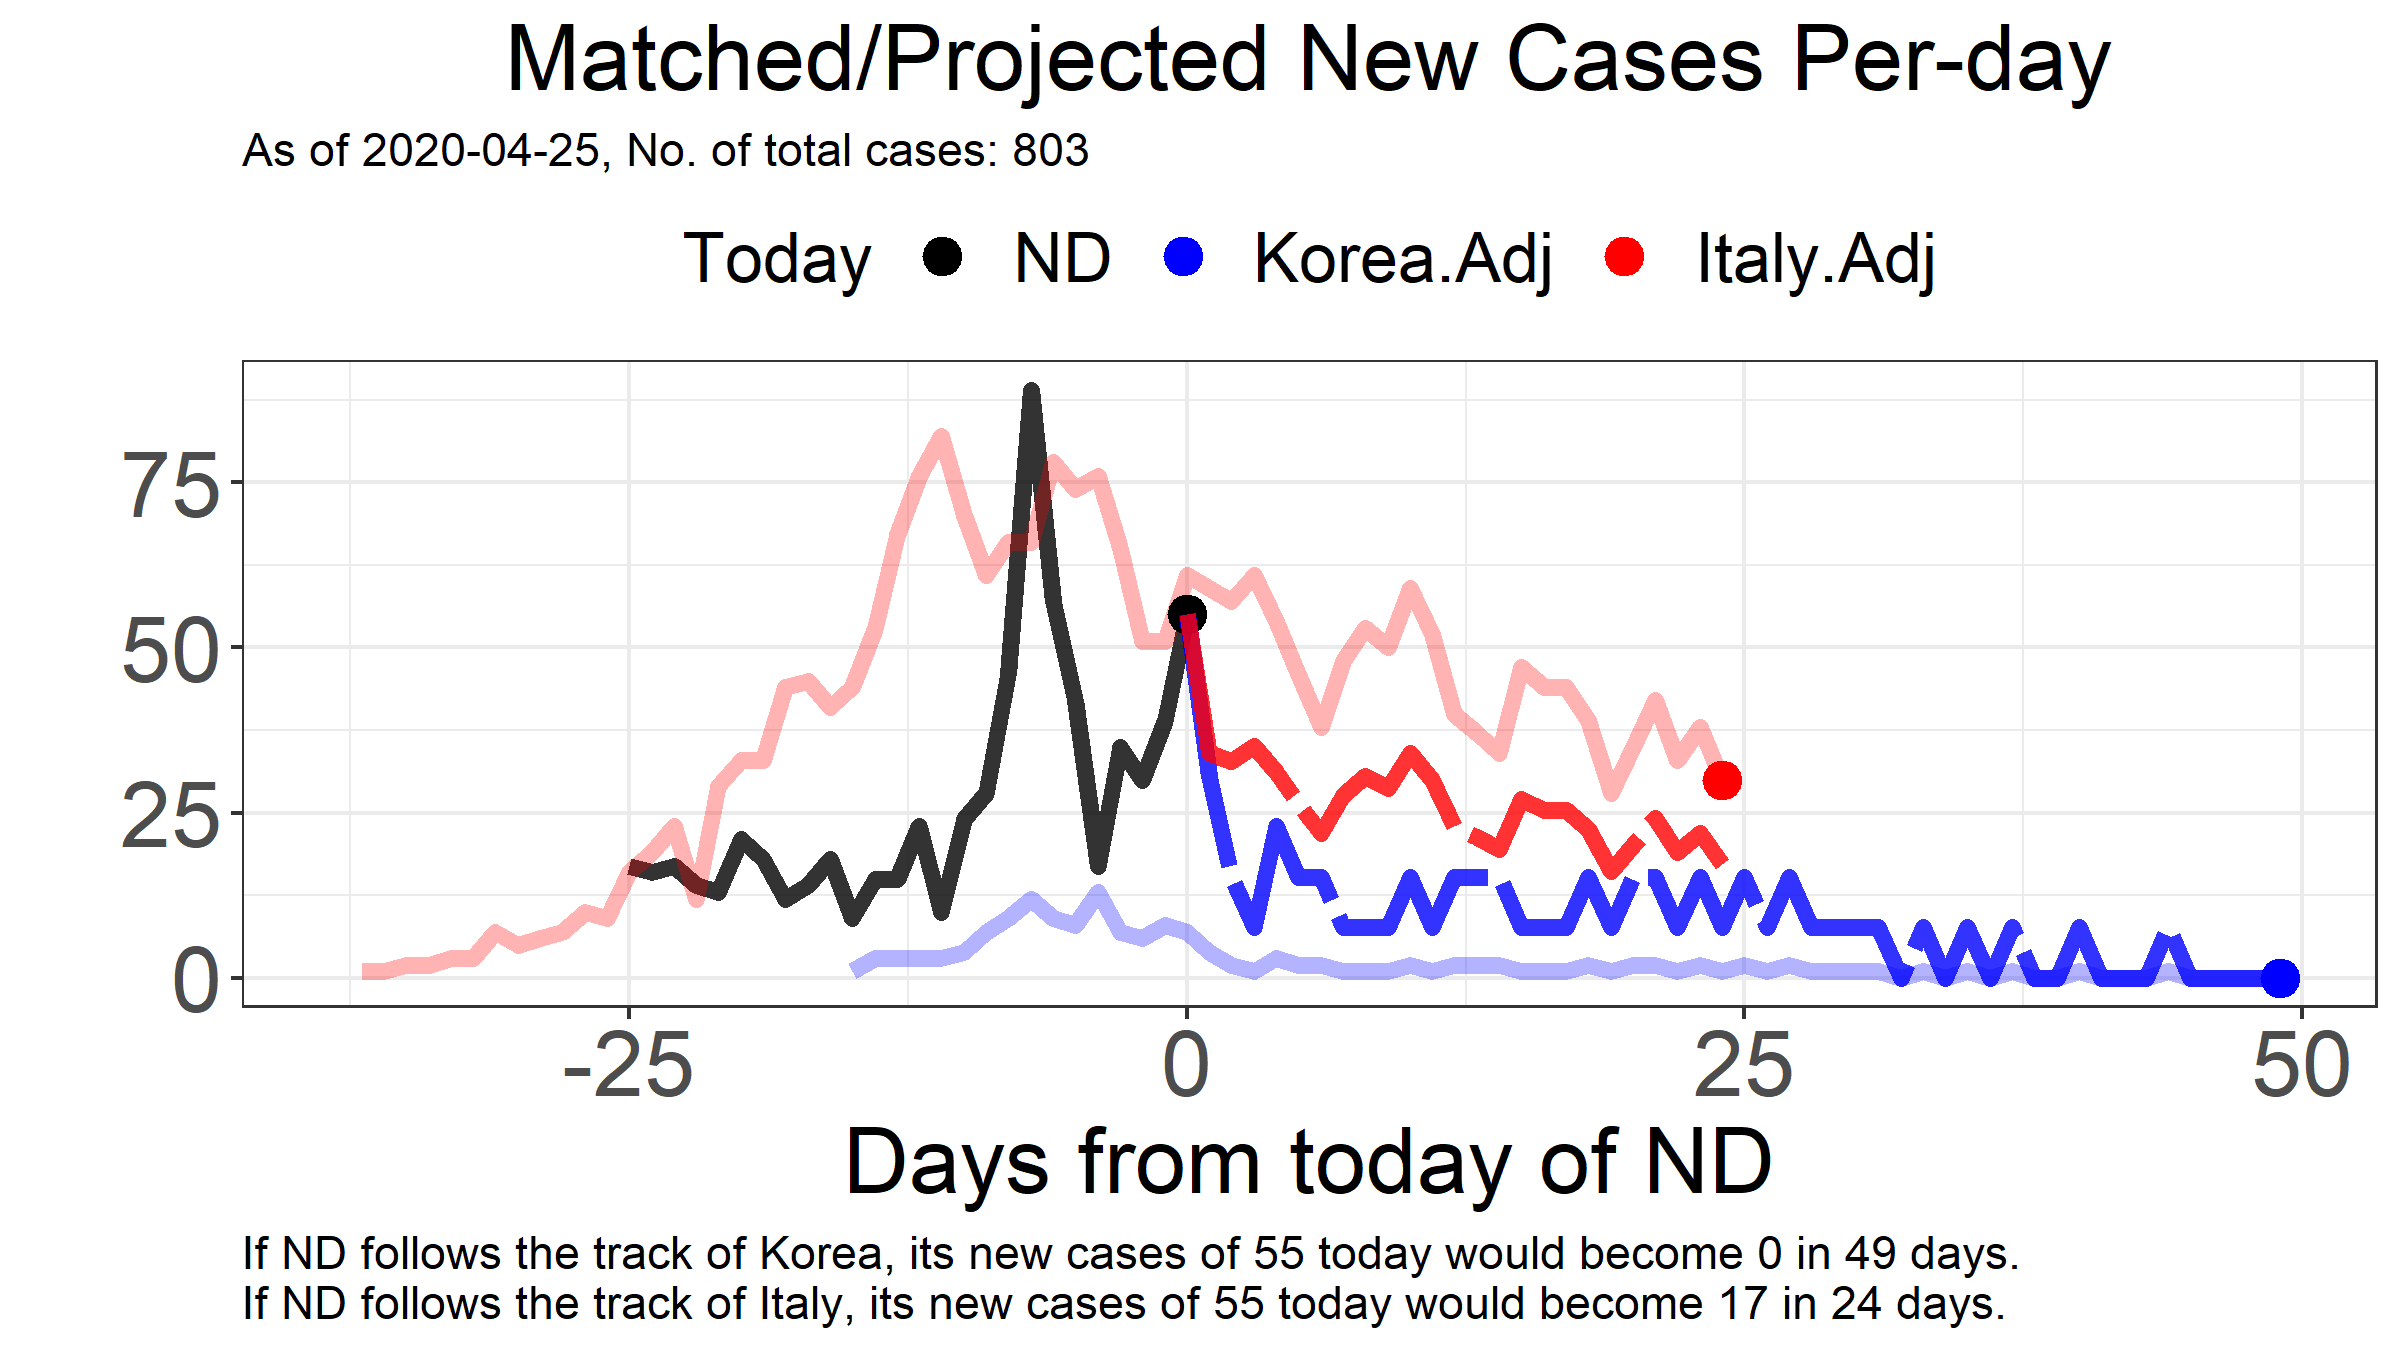 Matched/Projected New Cases Per-day
As of 2020-04-25, No. of total cases: 803
Today ND Korea.Adj Italy.Adj
75
50
25
0
-25 0 25 50
Days from today of ND
If ND follows the track of Korea, its new cases of 55 today would become 0 in 49 days.
If ND follows the track of Italy, its new cases of 55 today would become 17 in 24 days.